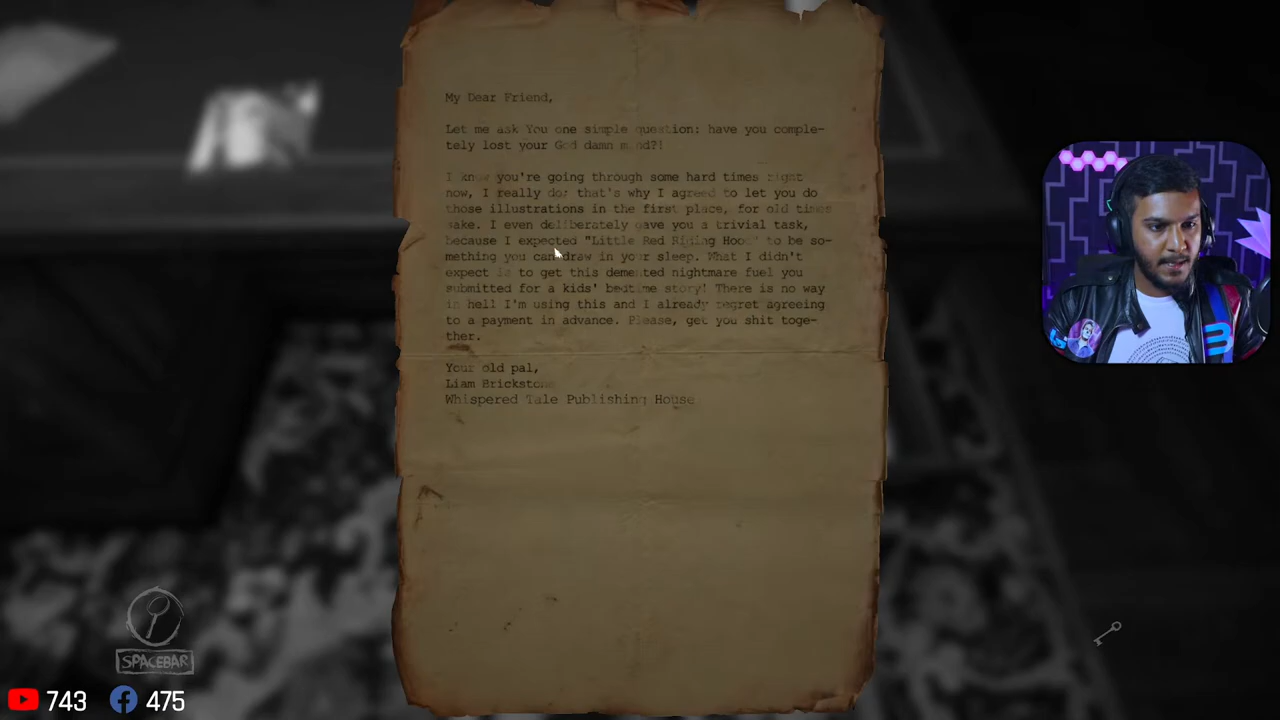 My Dear Friend,
Let me ask You one simple question: have you comple-
tely lost your God damn mind?!
I know you're going through some hard times right
now, I really do; that's why I agreed to let you do
those illustrations in the first place, for old times
sake. I even deliberately gave you a trivial task,
because I expected "Little Red Riding Hood" to be so-
mething you can draw in your sleep. What I didn't
expect is to get this demented nightmare fuel you
submitted for a kids' bedtime story! There is no way
in hell I'm using this and I already regret agreeing
to a payment in advance. Please, get you shit toge-
ther.
Your old pal,
Liam Brickstone
Whispered Tale Publishing House
SPACEBAR
743 475